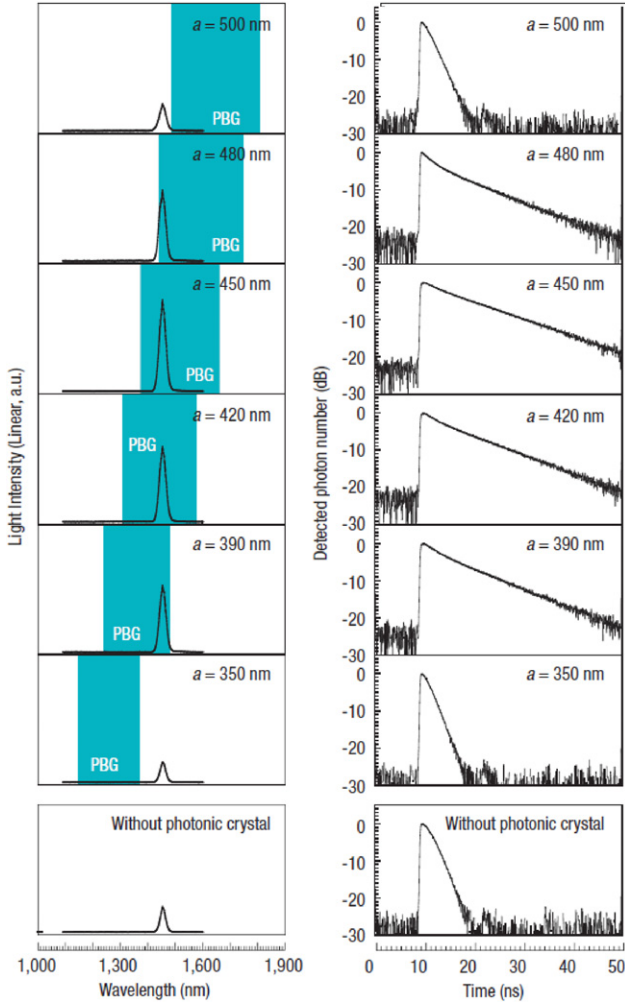 a = 500 nm
PBG
a = 480 nm
PBG
a = 450 nm
PBG
a = 420 nm
PBG
a = 390 nm
PBG
a = 350 nm
PBG
Without photonic crystal
1,000 1,300 1,600 1,900
Wavelength (nm)
Light Intensity (Linear, a.u.)
a = 500 nm
0
-10
-20
-30
a = 480 nm
0
-10
-20
-30
a = 450 nm
0
-10
-20
-30
a = 420 nm
0
-10
-20
-30
a = 390 nm
0
-10
-20
-30
a = 350 nm
0
-10
-20
-30
Without photonic crystal
0
-10
-20
-30
0 10 20 30 40 50
Time (ns)
Detected photon number (dB)